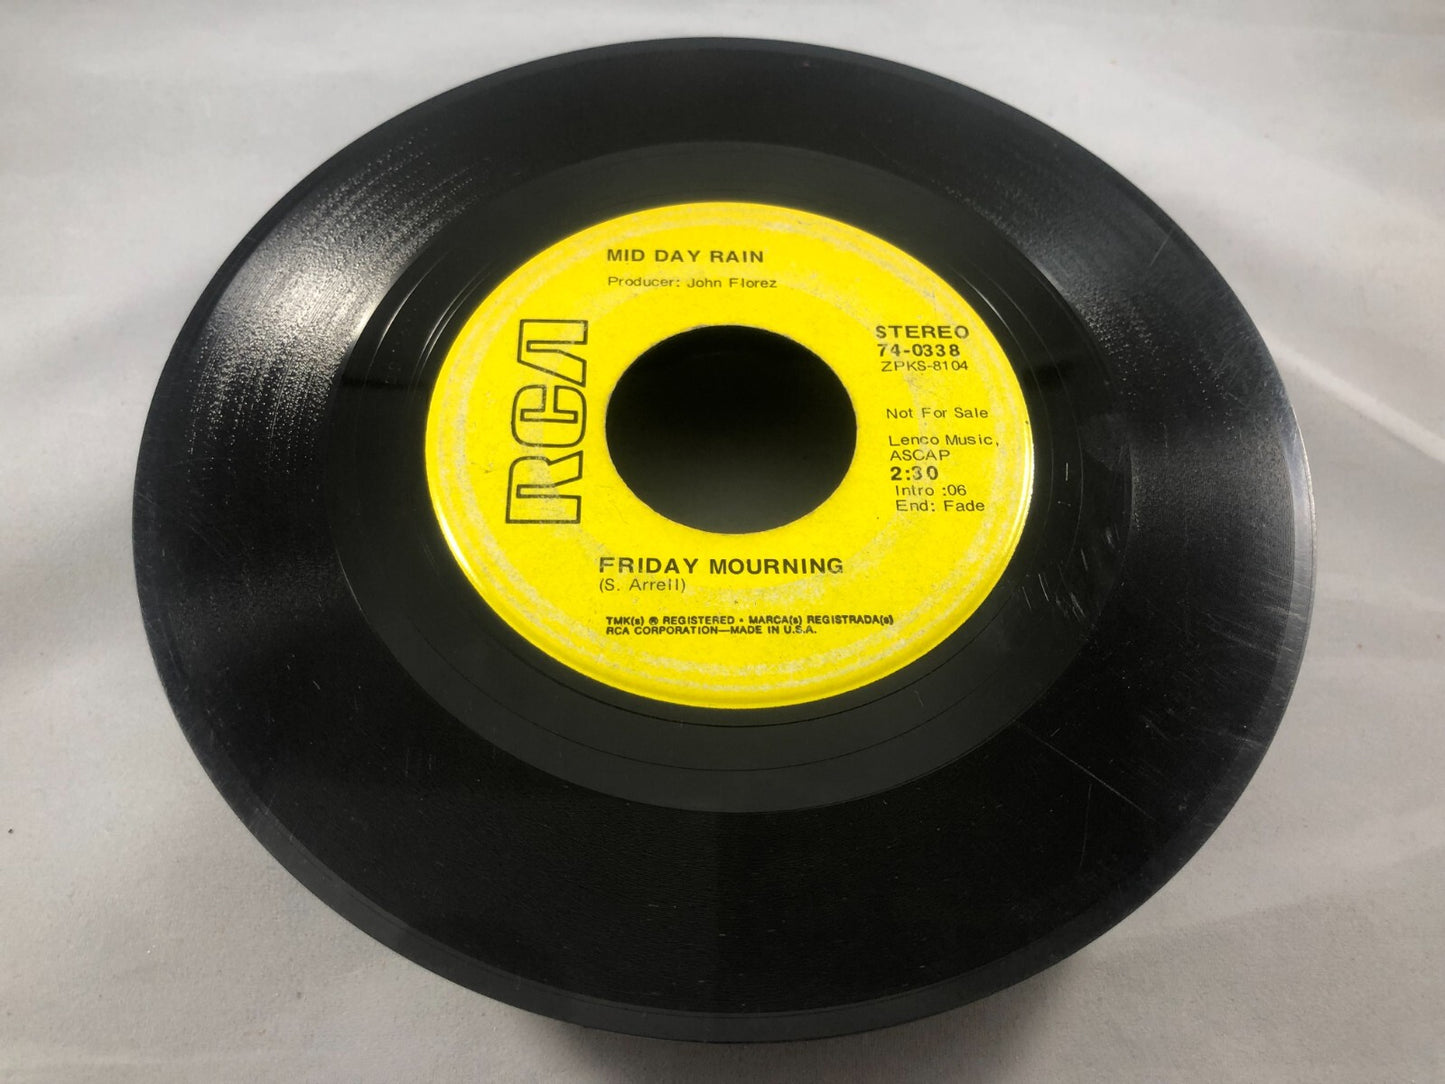 MID DAY RAIN
Producer: John Florez
RCA
STEREO
74-0338
ZPKS-8104
Not For Sale
Lenco Music,
ASCAP
2:30
Intro :06
End: Fade
FRIDAY MOURNING
(S. Arrell)
TMK(s) ® REGISTERED • MARCA(s) REGISTRADA(s)
RCA CORPORATION—MADE IN U.S.A.